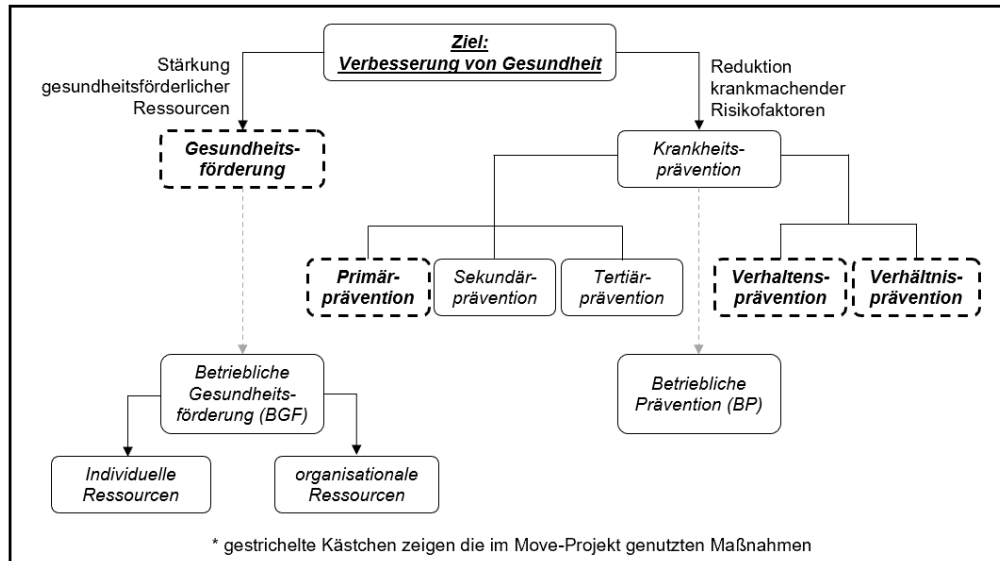 Ziel:
Verbesserung von Gesundheit
Stärkung
gesundheitsförderlicher
Ressourcen
Reduktion
krankmachender
Risikofaktoren
Gesundheits-
förderung
Krankheits-
prävention
Primär-
prävention
Sekundär-
prävention
Tertiär-
prävention
Verhaltens-
prävention
Verhältnis-
prävention
Betriebliche
Gesundheits-
förderung (BGF)
Betriebliche
Prävention (BP)
Individuelle
Ressourcen
organisationale
Ressourcen
* gestrichelte Kästchen zeigen die im Move-Projekt genutzten Maßnahmen